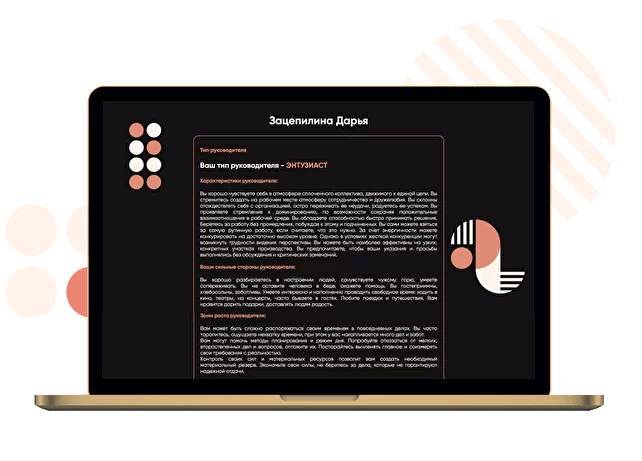 Зацепилина Дарья
Тип руководителя
Ваш тип руководителя - ЭНТУЗИАСТ
Характеристики руководителя:
Вы хорошо чувствуете себя в атмосфере сплоченного коллектива, движимого к единой цели. Вы
стремитесь создать на рабочем месте атмосферу сотрудничества и дружелюбия. Вы склонны
отождествлять себя с организацией, остро переживать ее неудачи, радуетесь ее успехам. Вы
проявляете стремление к доминированию, по возможности сохраняя положительные
взаимоотношения в рабочей среде. Вы обладаете способностью быстро принимать решения.
Беретесь за работу без промедления, побуждая к этому и подчиненных. Вы сами можете взяться
за самую рутинную работу, если считаете, что это нужно. За счет энергичности можете
конкурировать на достаточно высоком уровне. Однако в условиях жесткой конкуренции могут
возникнуть трудности видения перспективы. Вы можете быть наиболее эффективны на узких,
конкретных участках производства. Вы предпочитаете, чтобы ваши указания и просьбы
выполнялись без обсуждения и критических замечаний.
Ваши сильные стороны руководителя:
Вы хорошо разбираетесь в настроении людей, сочувствуете чужому горю, умеете
сопереживать. Вы не оставите человека в беде, окажете помощь. Вы гостеприимны,
хлебосольны, заботливы. Умеете интересно и наполненно проводить свободное время: ходить в
кино, театры, на концерты, часто бываете в гостях. Любите поездки и путешествия. Вам
нравится дарить подарки, доставлять людям радость.
Зоны роста руководителя:
Вам может быть сложно распоряжаться своим временем в повседневных делах. Вы часто
торопитесь, ощущаете нехватку времени, при этом у вас накапливается много дел и забот.
Вам могут помочь методы планирования и режим дня. Попробуйте отказаться от мелких,
второстепенных дел и вопросов, отложите их. Постарайтесь вычленять главное и соизмерять
свои требования с реальностью.
Контроль своих сил и материальных ресурсов позволит вам создать необходимый
материальный резерв. Экономьте свои силы, не беритесь за дела, которые не гарантируют
надежной отдачи.